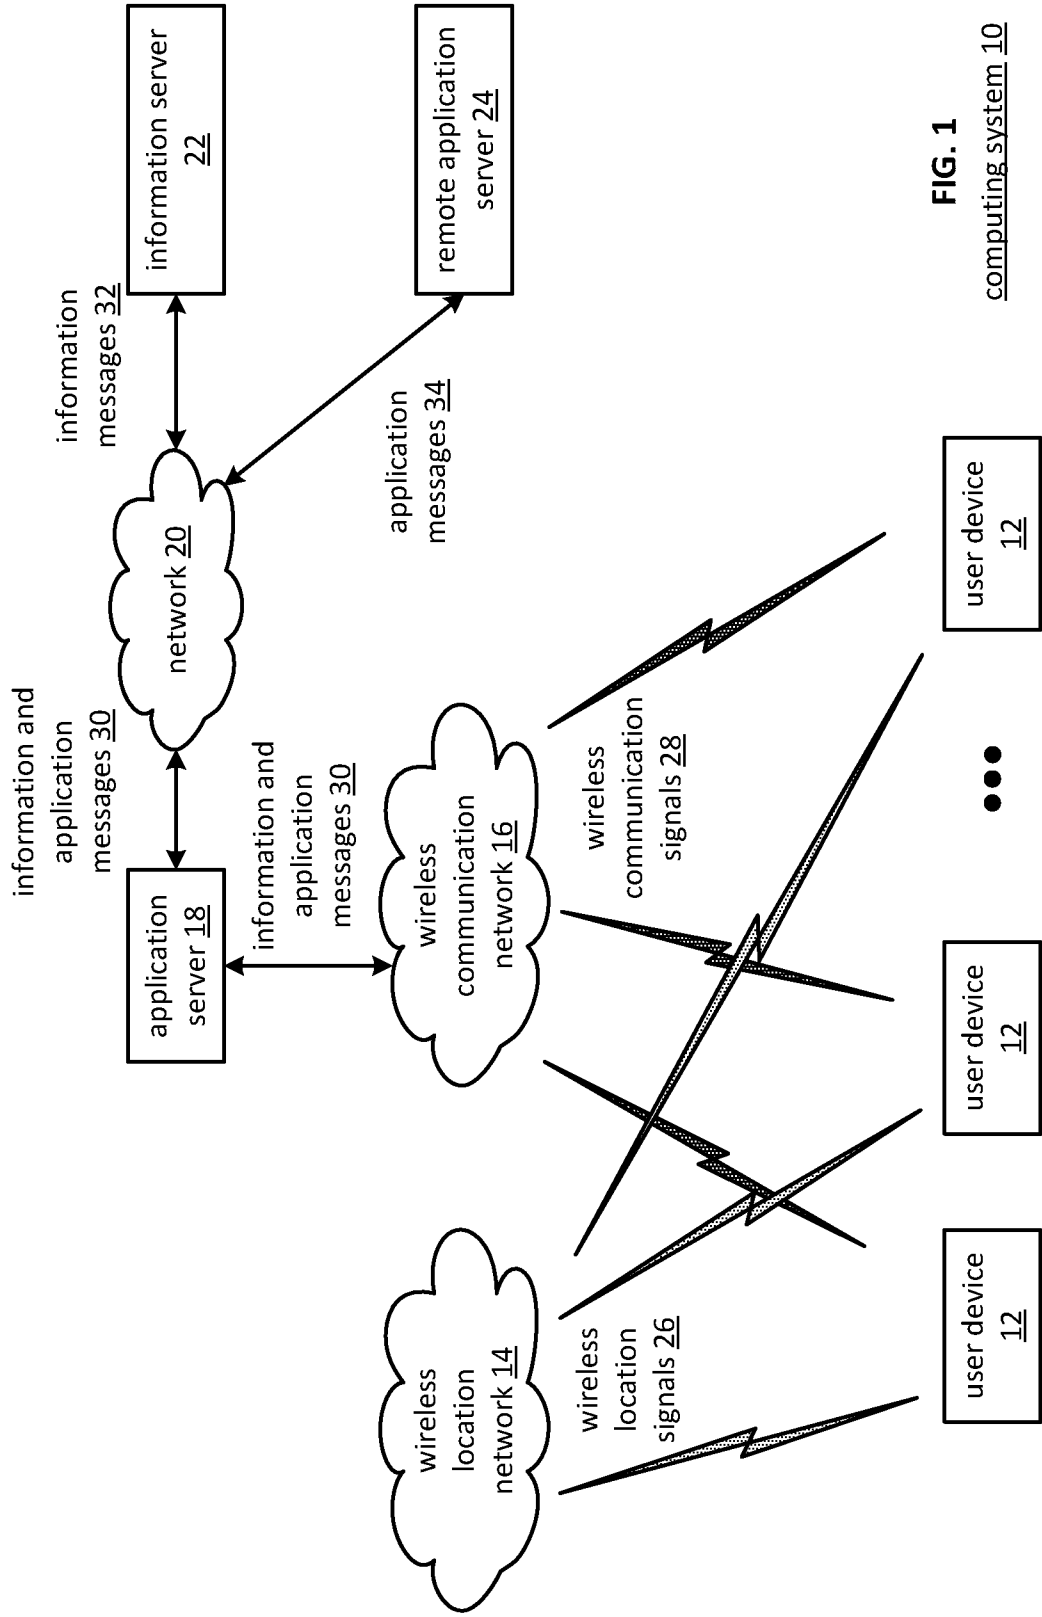 information and
application
messages 30
information
messages 32
application
server 18
network 20
information server
22
information and
application
messages 30
application
messages 34
remote application
server 24
wireless
location
network 14
wireless
communication
network 16
wireless
location
signals 26
wireless
communication
signals 28
user device
12
user device
12
user device
12
FIG. 1
computing system 10